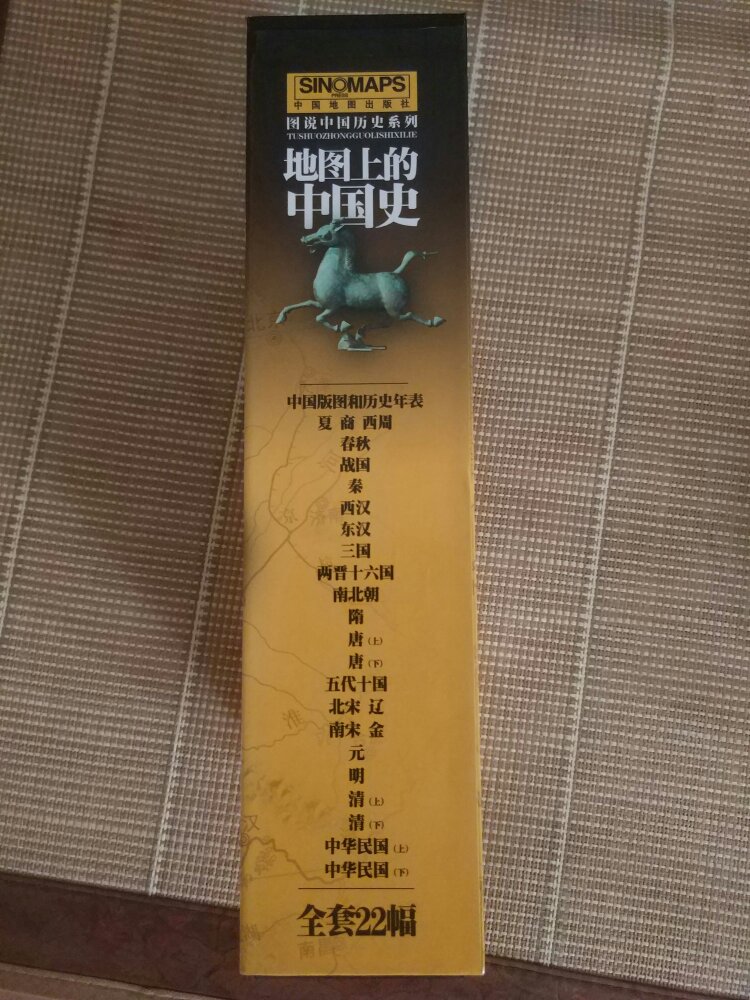 SINOMAPS
PRESS
中国地图出版社
图说中国历史系列
TUSHUOZHONGGUOLISHIXILIE
地图上的
中国史
中国版图和历史年表
夏 商 西周
春秋
战国
秦
西汉
东汉
三国
两晋十六国
南北朝
隋
唐（上）
唐（下）
五代十国
北宋 辽
南宋 金
元
明
清（上）
清（下）
中华民国（上）
中华民国（下）
全套22幅